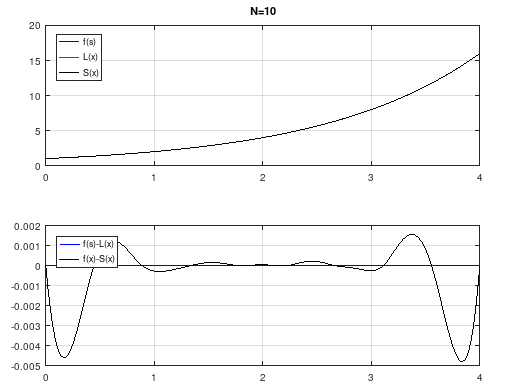 N=10
20
f(s)
L(x)
S(x)
15
10
5
0
0 1 2 3 4
0.002
f(s)-L(x)
0.001
f(x)-S(x)
0
-0.001
-0.002
-0.003
-0.004
-0.005
0 1 2 3 4